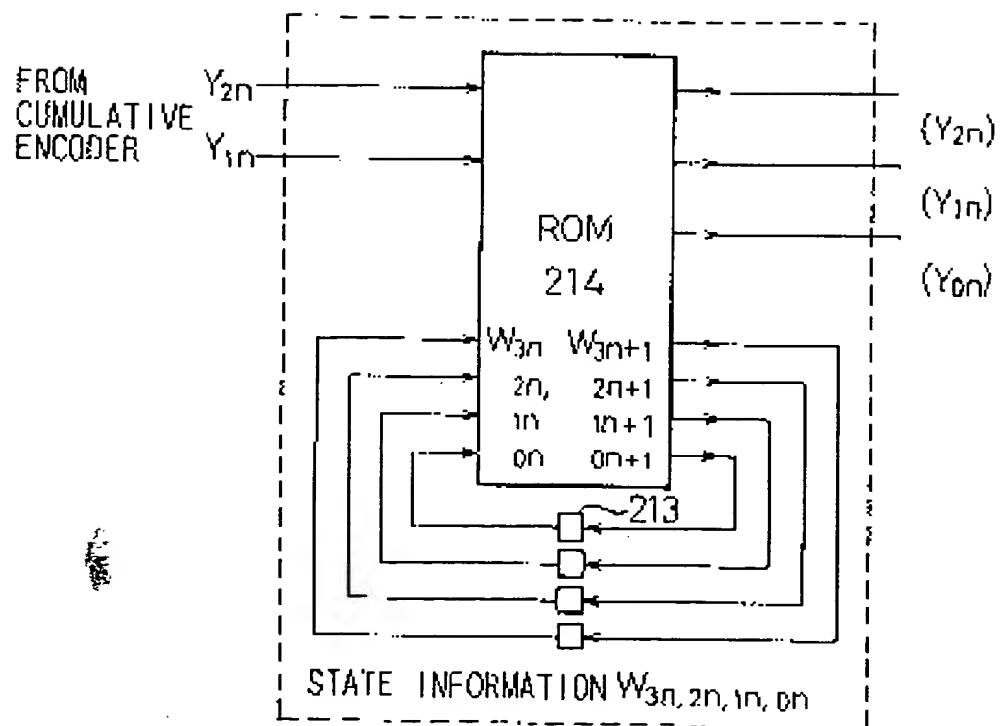 FROM
CUMULATIVE
ENCODER
Y2n
Y1n
ROM
214
W3n W3n+1
2n, 2n+1
1n 1n+1
0n 0n+1
(Y2n)
(Y1n)
(Y0n)
213
STATE INFORMATION W3n, 2n, 1n, 0n